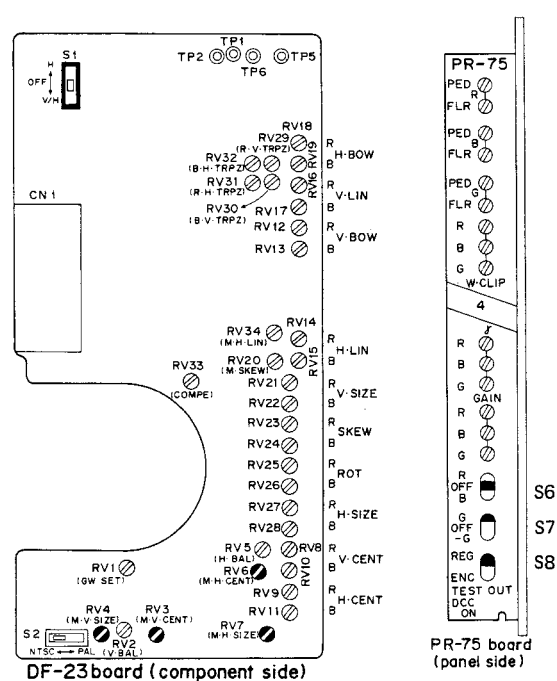 S1
H
OFF
V/H
TP1
TP2
TP5
TP6
CN 1
RV18
RV29
(R·V·TRPZ)
RV32
(B·H·TRPZ)
RV19
R
H·BOW
B
RV31
(R·H·TRPZ)
RV16
R
V·LIN
RV30
(B·V·TRPZ)
RV17
B
RV12
R
V·BOW
RV13
B
RV34
(M·H·LIN)
RV14
R
H·LIN
RV20
(M·SKEW)
RV15
B
RV33
(COMPE)
RV21
R
V·SIZE
RV22
B
RV23
R
SKEW
RV24
B
RV25
R
ROT
RV26
B
RV27
R
H·SIZE
RV28
B
RV5
(H·BAL)
RV8
R
V·CENT
RV1
(GW SET)
RV6
(M·H·CENT)
RV10
B
RV9
R
H·CENT
RV11
B
RV4
(M·V·SIZE)
RV3
(M·V·CENT)
RV7
(M·H·SIZE)
S2
RV2
(V·BAL)
NTSC PAL
DF-23 board (component side)
PR-75
PED
R
FLR
PED
B
FLR
PED
G
FLR
R
B
G
W·CLIP
4
γ
R
B
G
GAIN
R
B
G
R
OFF
B
S6
G
OFF
-G
S7
REG
ENC
S8
TEST OUT
DCC
ON
PR-75 board
(panel side)